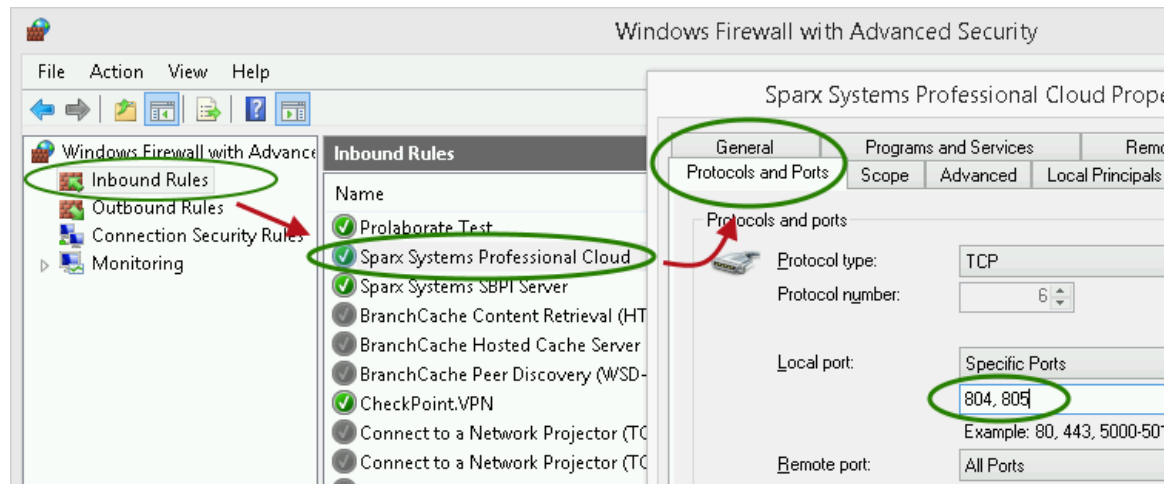 Windows Firewall with Advanced Security
File Action View Help
Windows Firewall with Advance
Inbound Rules
Outbound Rules
Connection Security Rules
Monitoring
Inbound Rules
Name
Prolaborate Test
Sparx Systems Professional Cloud
Sparx Systems SBPI Server
BranchCache Content Retrieval (HT
BranchCache Hosted Cache Server
BranchCache Peer Discovery (WSD-
CheckPoint.VPN
Connect to a Network Projector (TC
Connect to a Network Projector (TC
Sparx Systems Professional Cloud Prope
General Programs and Services Remo
Protocols and Ports Scope Advanced Local Principals
Protocols and ports
Protocol type: TCP
Protocol number: 6
Local port: Specific Ports
804, 805
Example: 80, 443, 5000-501
Remote port: All Ports